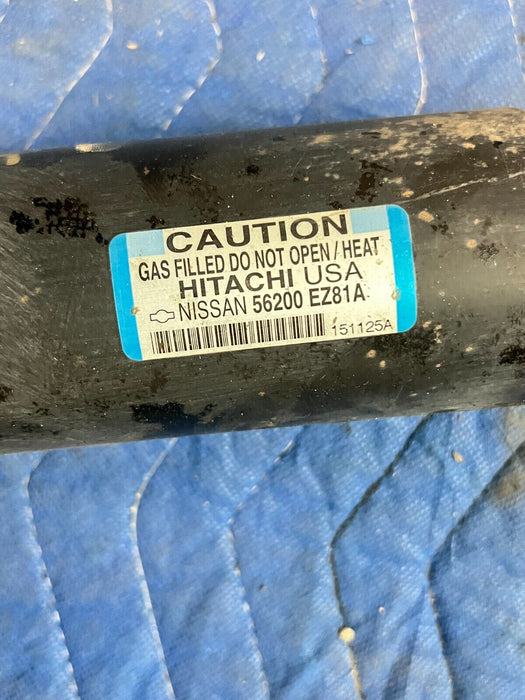 CAUTION
GAS FILLED DO NOT OPEN / HEAT
HITACHI USA
NISSAN 56200 EZ81A
151125A